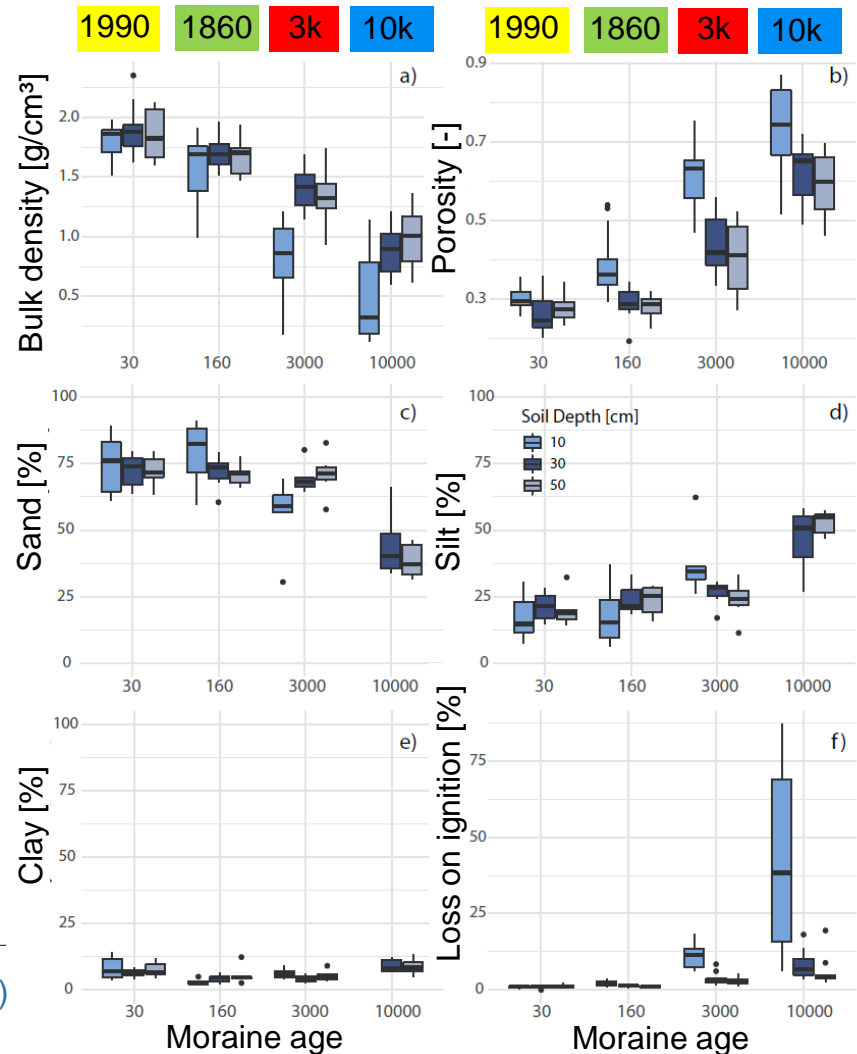 1990 1860 3k 10k 1990 1860 3k 10k
a)
Bulk density [g/cm³]
2.0
1.5
1.0
0.5
30 160 3000 10000
b)
Porosity [-]
0.9
0.7
0.5
0.3
30 160 3000 10000
c)
Sand [%]
100
75
50
25
0
30 160 3000 10000
d)
Silt [%]
100
75
50
25
0
Soil Depth [cm]
10
30
50
30 160 3000 10000
e)
Clay [%]
100
75
50
25
0
30 160 3000 10000
Moraine age
f)
Loss on ignition [%]
75
50
25
0
30 160 3000 10000
Moraine age
)